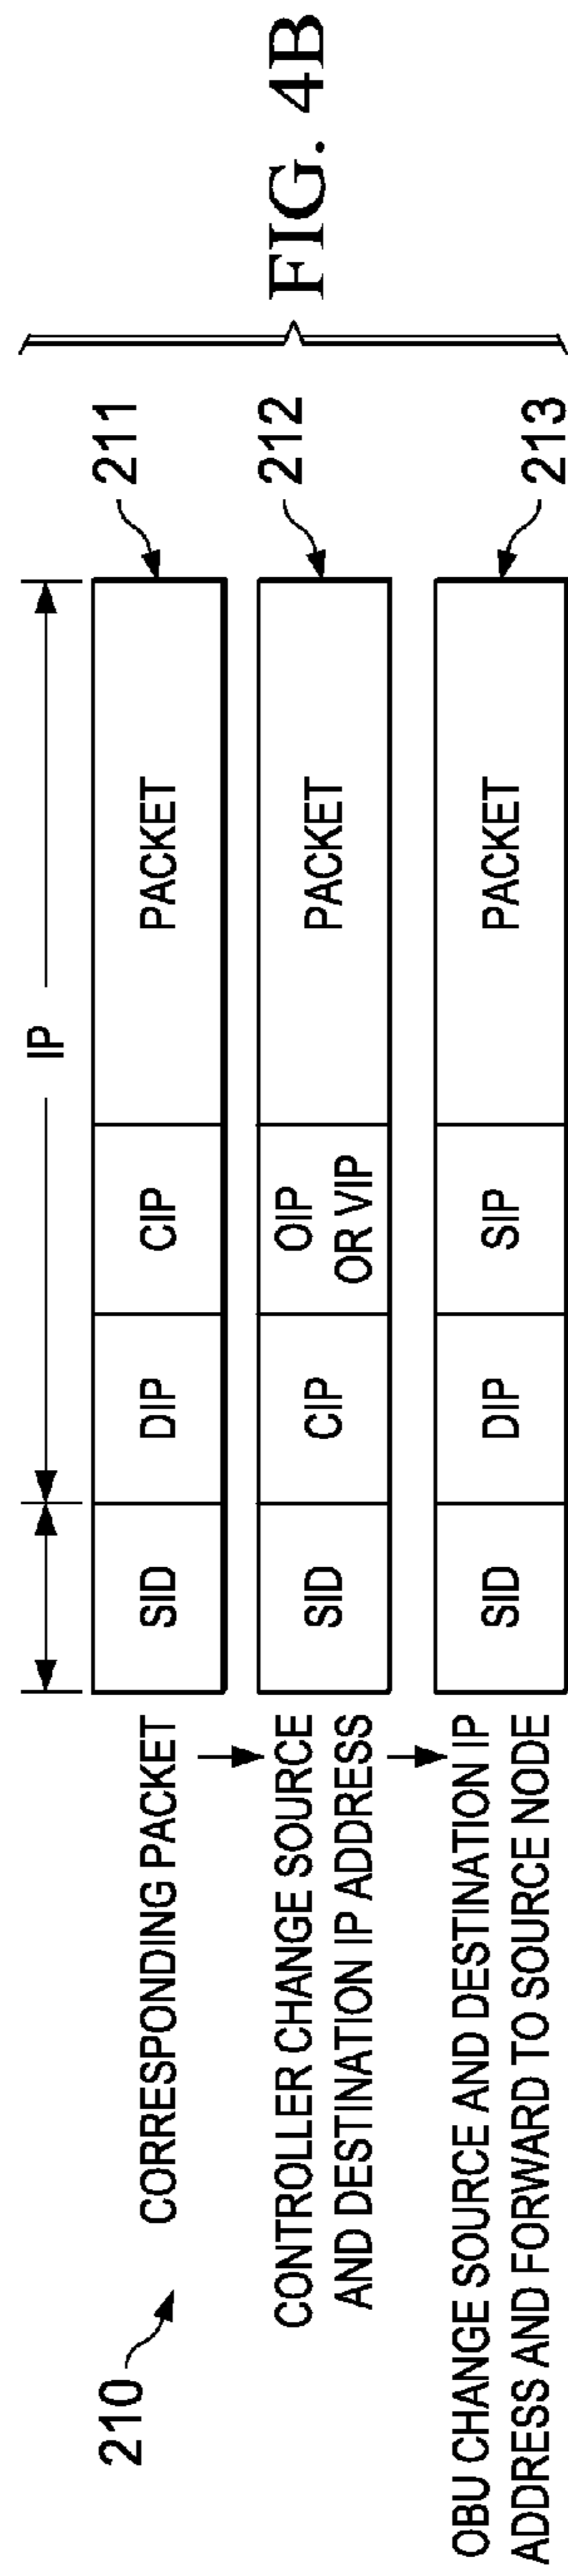 210
IP
CORRESPONDING PACKET
SID
DIP
CIP
PACKET
211
CONTROLLER CHANGE SOURCE
AND DESTINATION IP ADDRESS
SID
CIP
OIP
OR VIP
PACKET
212
OBU CHANGE SOURCE AND DESTINATION IP
ADDRESS AND FORWARD TO SOURCE NODE
SID
DIP
SIP
PACKET
213
FIG. 4B